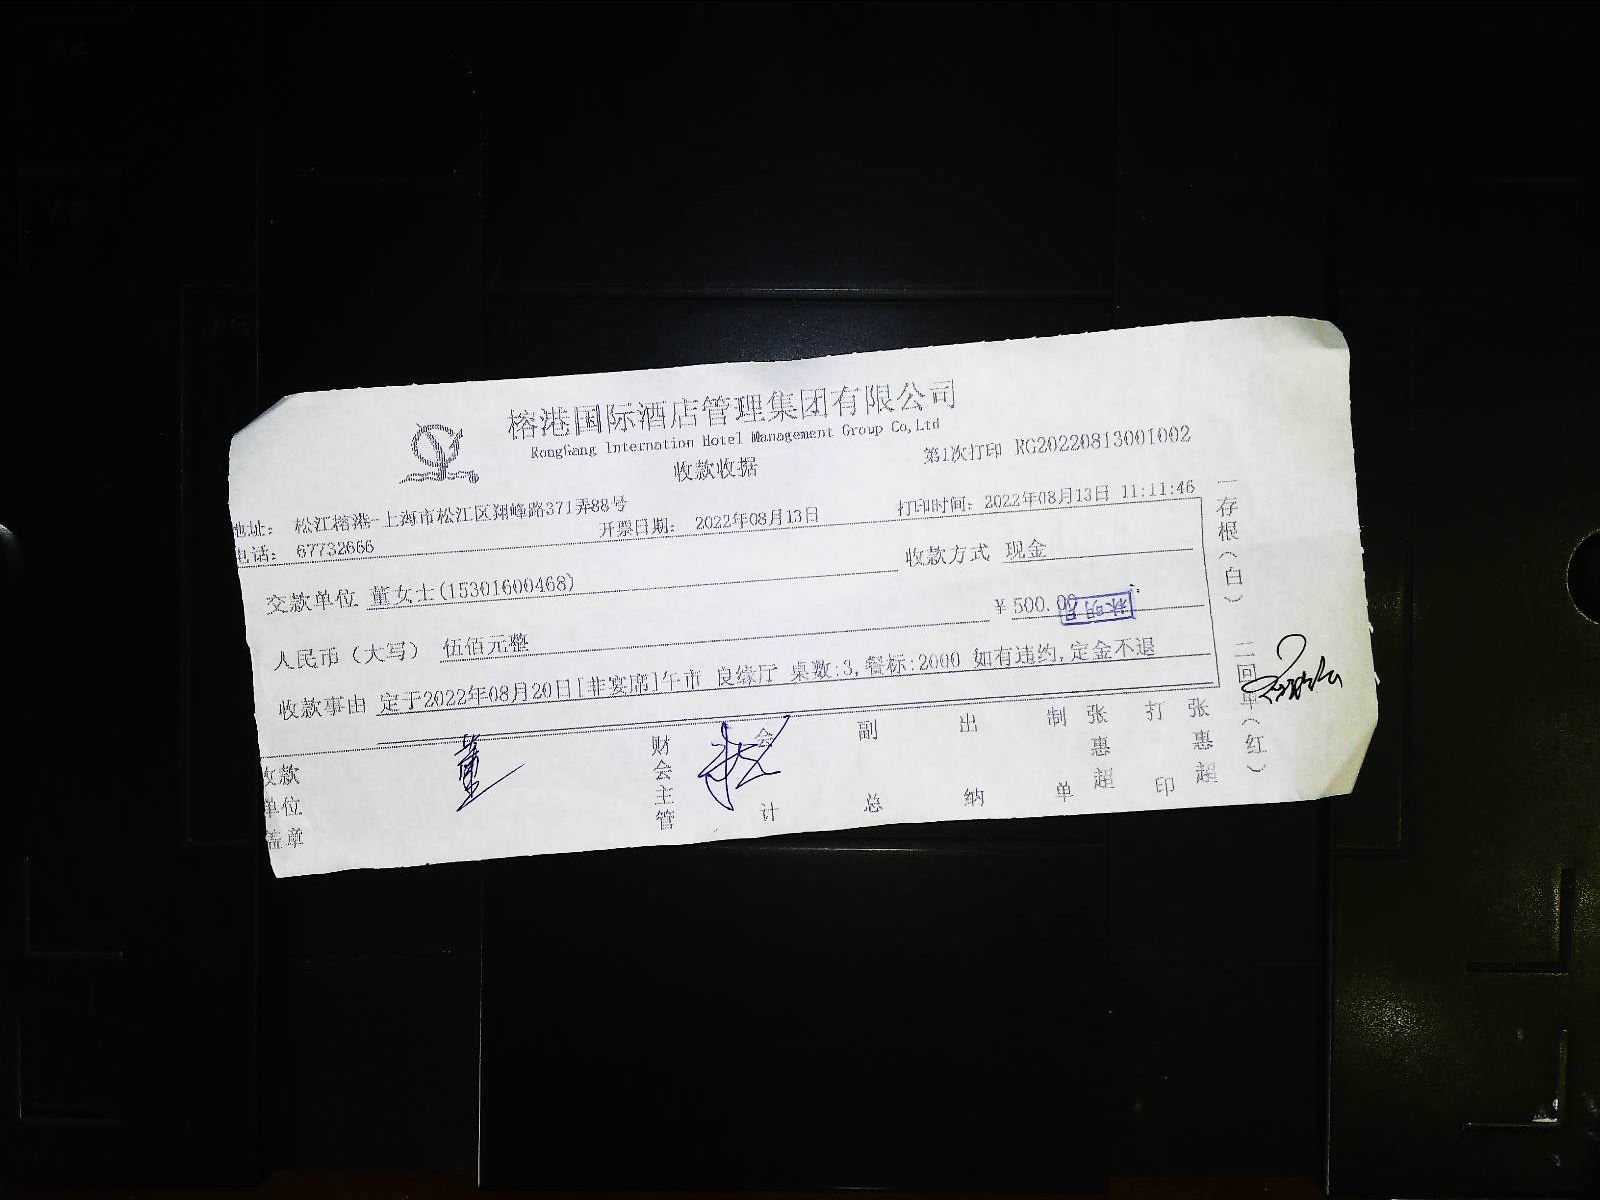 榕港国际酒店管理集团有限公司
RongGang Internation Hotel Management Group Co,Ltd
收款收据
第1次打印 RG20220813001002
地址: 松江榕港-上海市松江区翔峰路371弄88号
电话: 67732666
开票日期: 2022年08月13日
打印时间: 2022年08月13日 11:11:46
交款单位 董女士(15301600468)
收款方式 现金
人民币(大写) 伍佰元整
¥500.00
收款事由 定于2022年08月20日[非宴席]午市 良缘厅 桌数:3,餐标:2000 如有违约,定金不退
收款单位盖章
董
财会主管
会计
副总
出纳
制单 张惠超
打印 张惠超
一存根(白)
二回单(红)